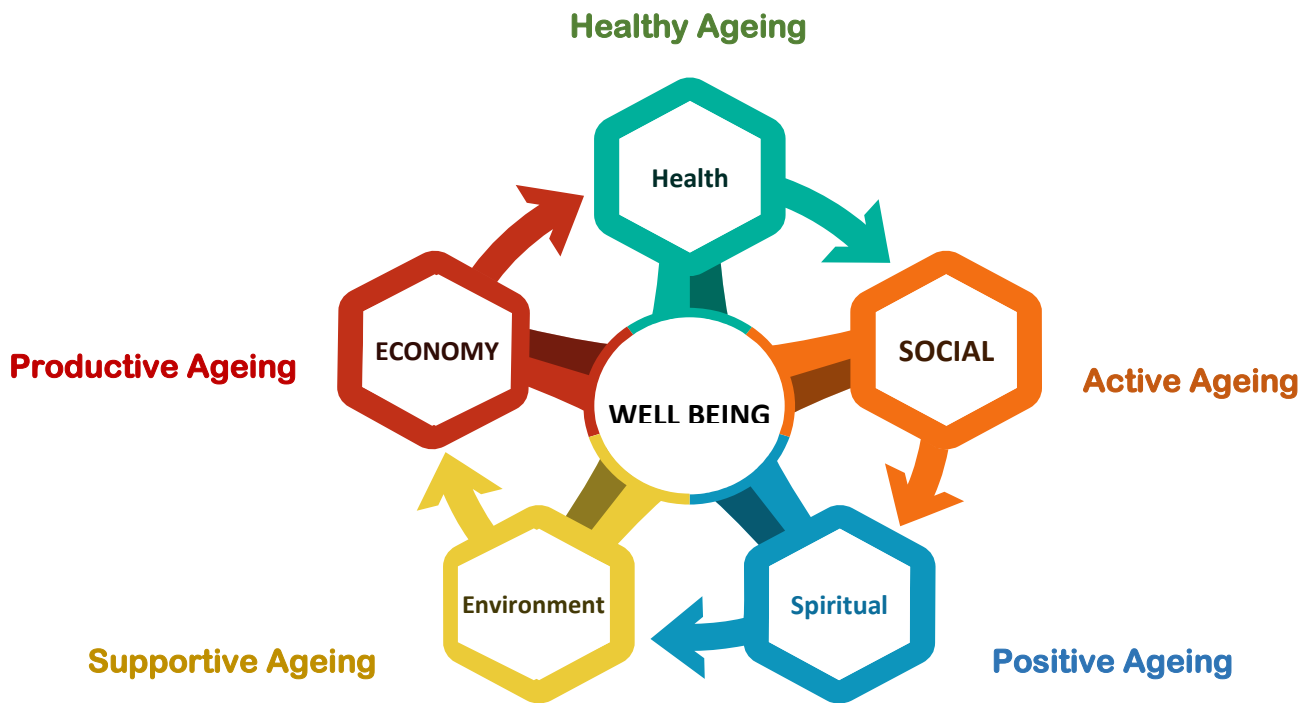 Healthy Ageing
Health
ECONOMY
SOCIAL
Productive Ageing
Active Ageing
WELL BEING
Environment
Spiritual
Supportive Ageing
Positive Ageing